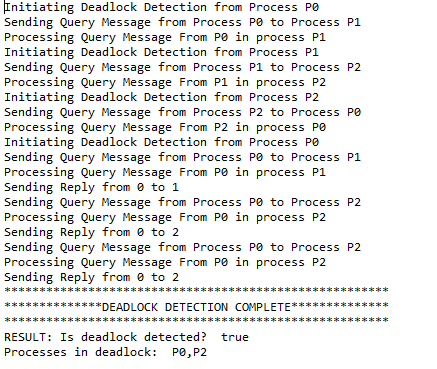 Initiating Deadlock Detection from Process P0
Sending Query Message from Process P0 to Process P1
Processing Query Message From P0 in process P1
Initiating Deadlock Detection from Process P1
Sending Query Message from Process P1 to Process P2
Processing Query Message From P1 in process P2
Initiating Deadlock Detection from Process P2
Sending Query Message from Process P2 to Process P0
Processing Query Message From P2 in process P0
Initiating Deadlock Detection from Process P0
Sending Query Message from Process P0 to Process P1
Processing Query Message From P0 in process P1
Sending Reply from 0 to 1
Sending Query Message from Process P0 to Process P2
Processing Query Message From P0 in process P2
Sending Reply from 0 to 2
Sending Query Message from Process P0 to Process P2
Processing Query Message From P0 in process P2
Sending Reply from 0 to 2
*******************************************************
**************DEADLOCK DETECTION COMPLETE**************
*******************************************************
RESULT: Is deadlock detected?  true
Processes in deadlock:  P0,P2